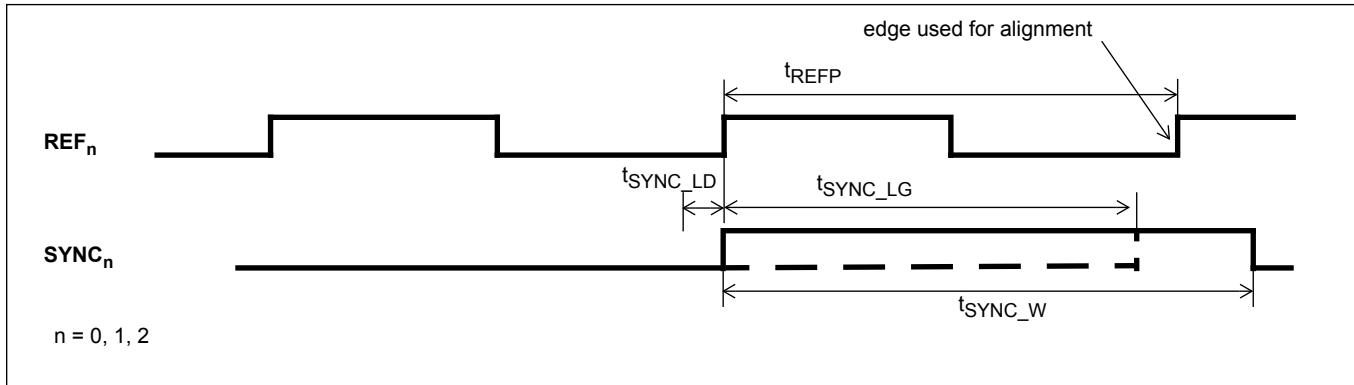 edge used for alignment
tREFP
REFn
tSYNC_LD
tSYNC_LG
SYNCn
tSYNC_W
n = 0, 1, 2